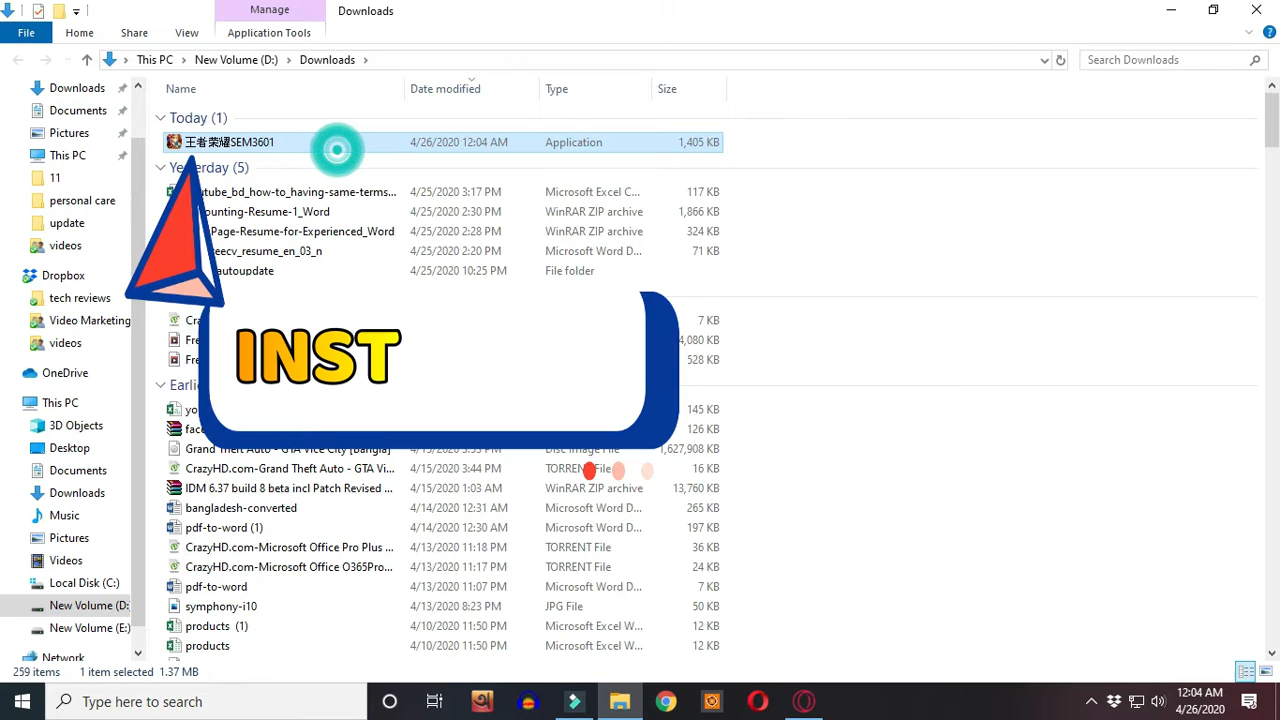 Manage
Downloads
File
Home
Share
View
Application Tools
This PC
New Volume (D:)
Downloads
Search Downloads
Name
Date modified
Type
Size
Downloads
Documents
Pictures
This PC
11
personal care
update
videos
Dropbox
tech reviews
Video Marketing
videos
OneDrive
This PC
3D Objects
Desktop
Documents
Downloads
Music
Pictures
Videos
Local Disk (C:)
New Volume (D:
New Volume (E:)
Network
Today (1)
王者荣耀SEM3601 4/26/2020 12:04 AM Application 1,405 KB
Yesterday (5)
utube_bd_how-to_having-same-terms... 4/25/2020 3:17 PM Microsoft Excel C... 117 KB
ounting-Resume-1_Word 4/25/2020 2:30 PM WinRAR ZIP archive 1,866 KB
Page-Resume-for-Experienced_Word 4/25/2020 2:28 PM WinRAR ZIP archive 324 KB
reecv_resume_en_03_n 4/25/2020 2:20 PM Microsoft Word D... 71 KB
autoupdate 4/25/2020 10:25 PM File folder
7 KB
4,080 KB
528 KB
INST
145 KB
129 KB
Grand Theft Auto - GTA Vice City [Bangla] 1,627,908 KB
CrazyHD.com-Grand Theft Auto - GTA Vi... 4/15/2020 3:44 PM TORRENT File 16 KB
IDM 6.37 build 8 beta incl Patch Revised ... 4/15/2020 1:03 AM WinRAR ZIP archive 13,760 KB
bangladesh-converted 4/14/2020 12:31 AM Microsoft Word D... 265 KB
pdf-to-word (1) 4/14/2020 12:30 AM Microsoft Word D... 197 KB
CrazyHD.com-Microsoft Office Pro Plus ... 4/13/2020 11:18 PM TORRENT File 36 KB
CrazyHD.com-Microsoft Office O365Pro... 4/13/2020 11:17 PM TORRENT File 24 KB
pdf-to-word 4/13/2020 11:07 PM Microsoft Word D... 7 KB
symphony-i10 4/13/2020 8:23 PM JPG File 50 KB
products (1) 4/10/2020 11:50 PM Microsoft Excel W... 12 KB
products 4/10/2020 11:50 PM Microsoft Excel W... 12 KB
259 items
1 item selected 1.37 MB
Type here to search
12:04 AM
4/26/2020